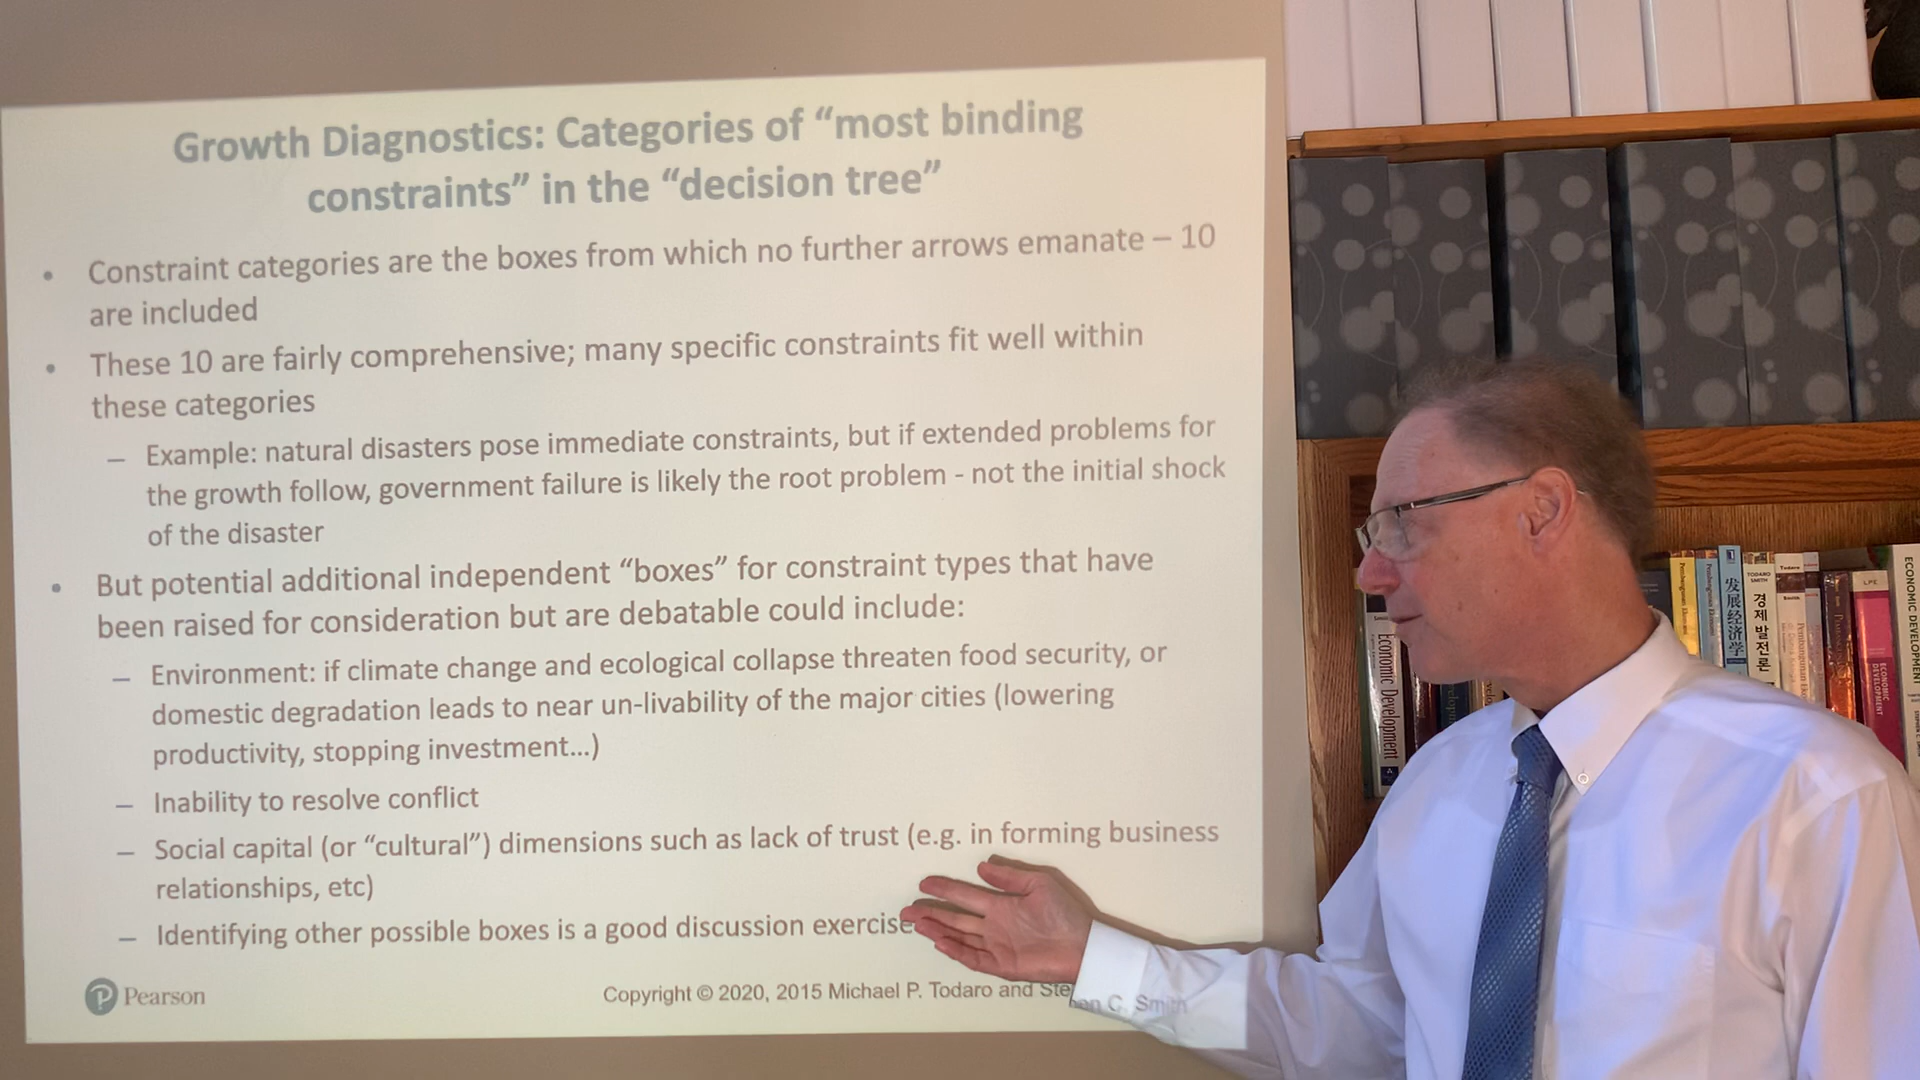 Growth Diagnostics: Categories of “most binding
constraints” in the “decision tree”
• Constraint categories are the boxes from which no further arrows emanate – 10
are included
• These 10 are fairly comprehensive; many specific constraints fit well within
these categories
– Example: natural disasters pose immediate constraints, but if extended problems for
the growth follow, government failure is likely the root problem - not the initial shock
of the disaster
• But potential additional independent “boxes” for constraint types that have
been raised for consideration but are debatable could include:
– Environment: if climate change and ecological collapse threaten food security, or
domestic degradation leads to near un-livability of the major cities (lowering
productivity, stopping investment…)
– Inability to resolve conflict
– Social capital (or “cultural”) dimensions such as lack of trust (e.g. in forming business
relationships, etc)
– Identifying other possible boxes is a good discussion exercise
Pearson
Copyright © 2020, 2015 Michael P. Todaro and Stephen C. Smith
Economic Development
发展经济学
TODARO
SMITH
경제 발전론
Todaro
Smith
LPE
ECONOMIC
DEVELOPMENT
ECONOMIC DEVELOPMENT